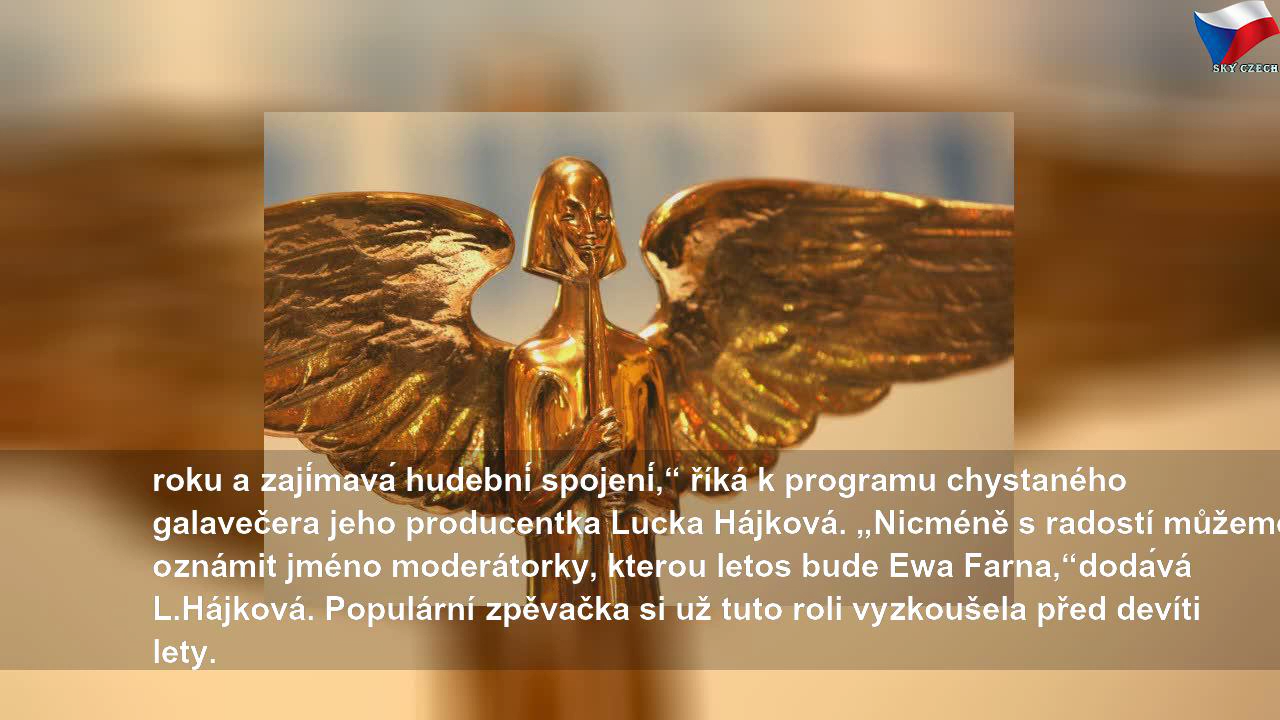 SKY CZECH
roku a zajímavá hudební spojení,“ říká k programu chystaného
galavečera jeho producentka Lucka Hájková. „Nicméně s radostí můžeme
oznámit jméno moderátorky, kterou letos bude Ewa Farna,“dodává
L.Hájková. Populární zpěvačka si už tuto roli vyzkoušela před devíti
lety.